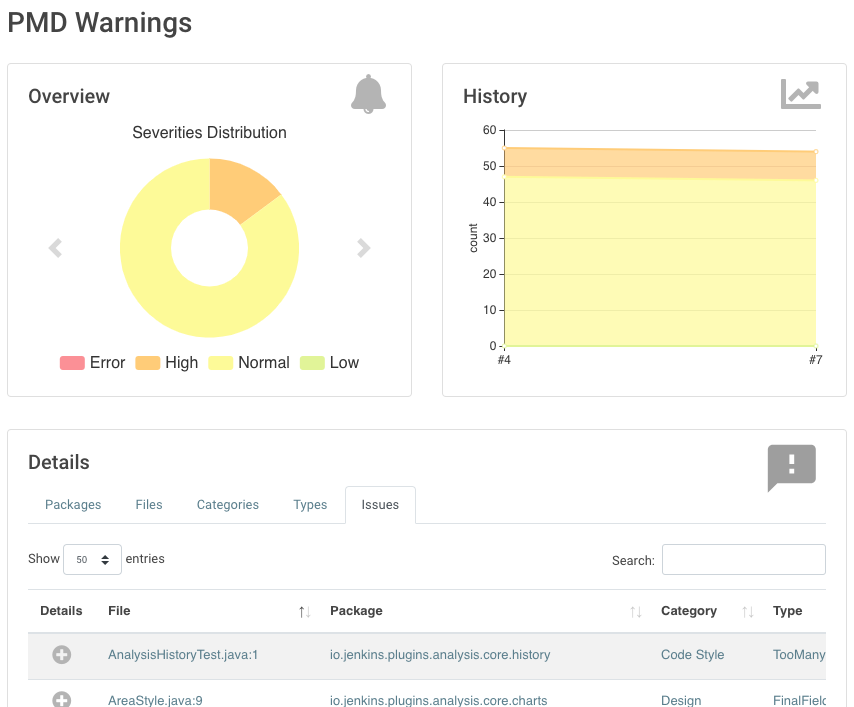 PMD Warnings
Overview
Severities Distribution
Error High Normal Low
History
60
50
40
30
20
10
0
count
#4 #7
Details
Packages Files Categories Types Issues
Show 50 entries
Search:
Details File Package Category Type
AnalysisHistoryTest.java:1 io.jenkins.plugins.analysis.core.history Code Style TooMany
AreaStyle.java:9 io.jenkins.plugins.analysis.core.charts Design FinalField